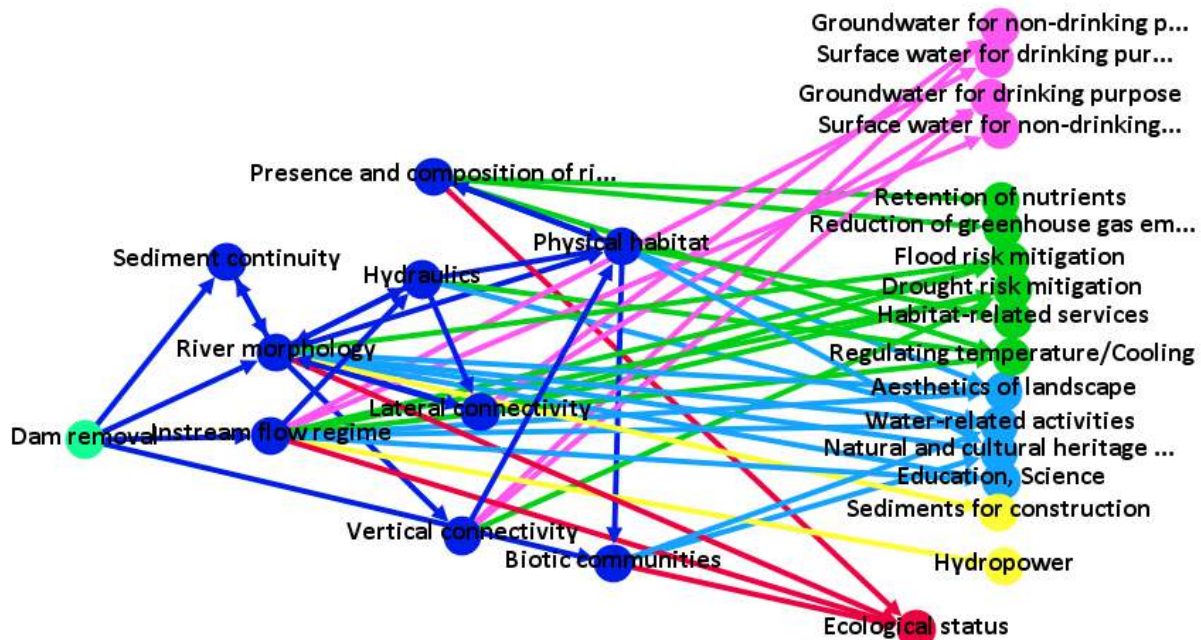 Groundwater for non-drinking p...
Surface water for drinking pur...
Groundwater for drinking purpose
Surface water for non-drinking...
Presence and composition of ri...
Retention of nutrients
Reduction of greenhouse gas em...
Physical habitat
Sediment continuity
Flood risk mitigation
Hydraulics
Drought risk mitigation
Habitat-related services
River morphology
Regulating temperature/Cooling
Aesthetics of landscape
Lateral connectivity
Water-related activities
Dam removal
Instream flow regime
Natural and cultural heritage ...
Education, Science
Sediments for construction
Vertical connectivity
Biotic communities
Hydropower
Ecological status